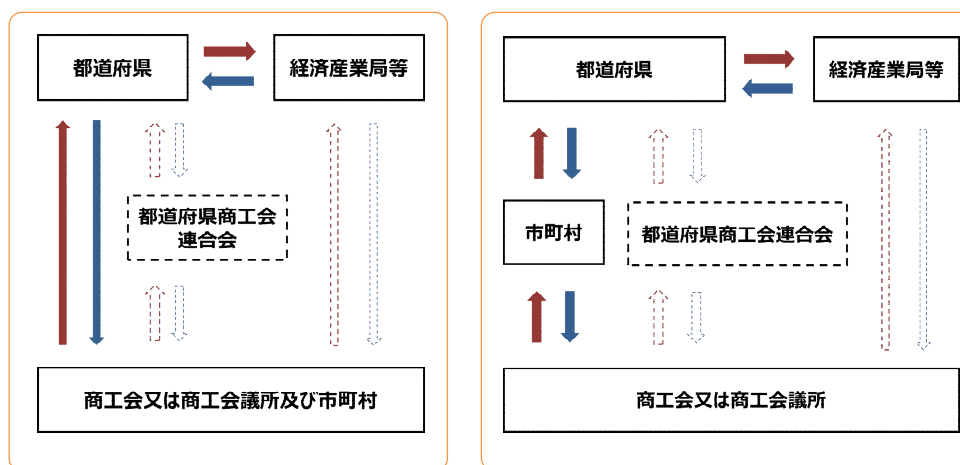 都道府県
経済産業局等
都道府県商工会
連合会
商工会又は商工会議所及び市町村
都道府県
経済産業局等
市町村
都道府県商工会連合会
商工会又は商工会議所